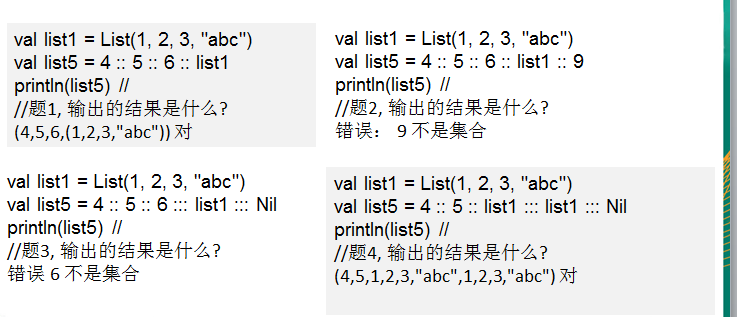 val list1 = List(1, 2, 3, "abc")
val list5 = 4 :: 5 :: 6 :: list1
println(list5) //
//题1, 输出的结果是什么?
(4,5,6,(1,2,3,"abc")) 对
val list1 = List(1, 2, 3, "abc")
val list5 = 4 :: 5 :: 6 :: list1 :: 9
println(list5) //
//题2, 输出的结果是什么?
错误： 9 不是集合
val list1 = List(1, 2, 3, "abc")
val list5 = 4 :: 5 :: 6 ::: list1 ::: Nil
println(list5) //
//题3, 输出的结果是什么?
错误 6 不是集合
val list1 = List(1, 2, 3, "abc")
val list5 = 4 :: 5 :: list1 ::: list1 ::: Nil
println(list5) //
//题4, 输出的结果是什么?
(4,5,1,2,3,"abc",1,2,3,"abc") 对